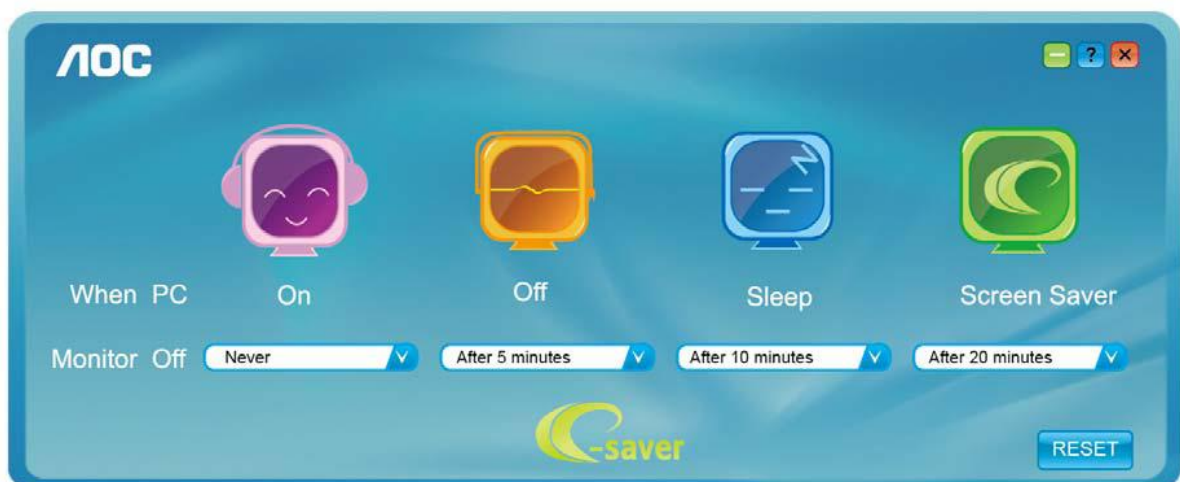 AOC
?
When PC On Off Sleep Screen Saver
Monitor Off Never After 5 minutes After 10 minutes After 20 minutes
e-saver
RESET